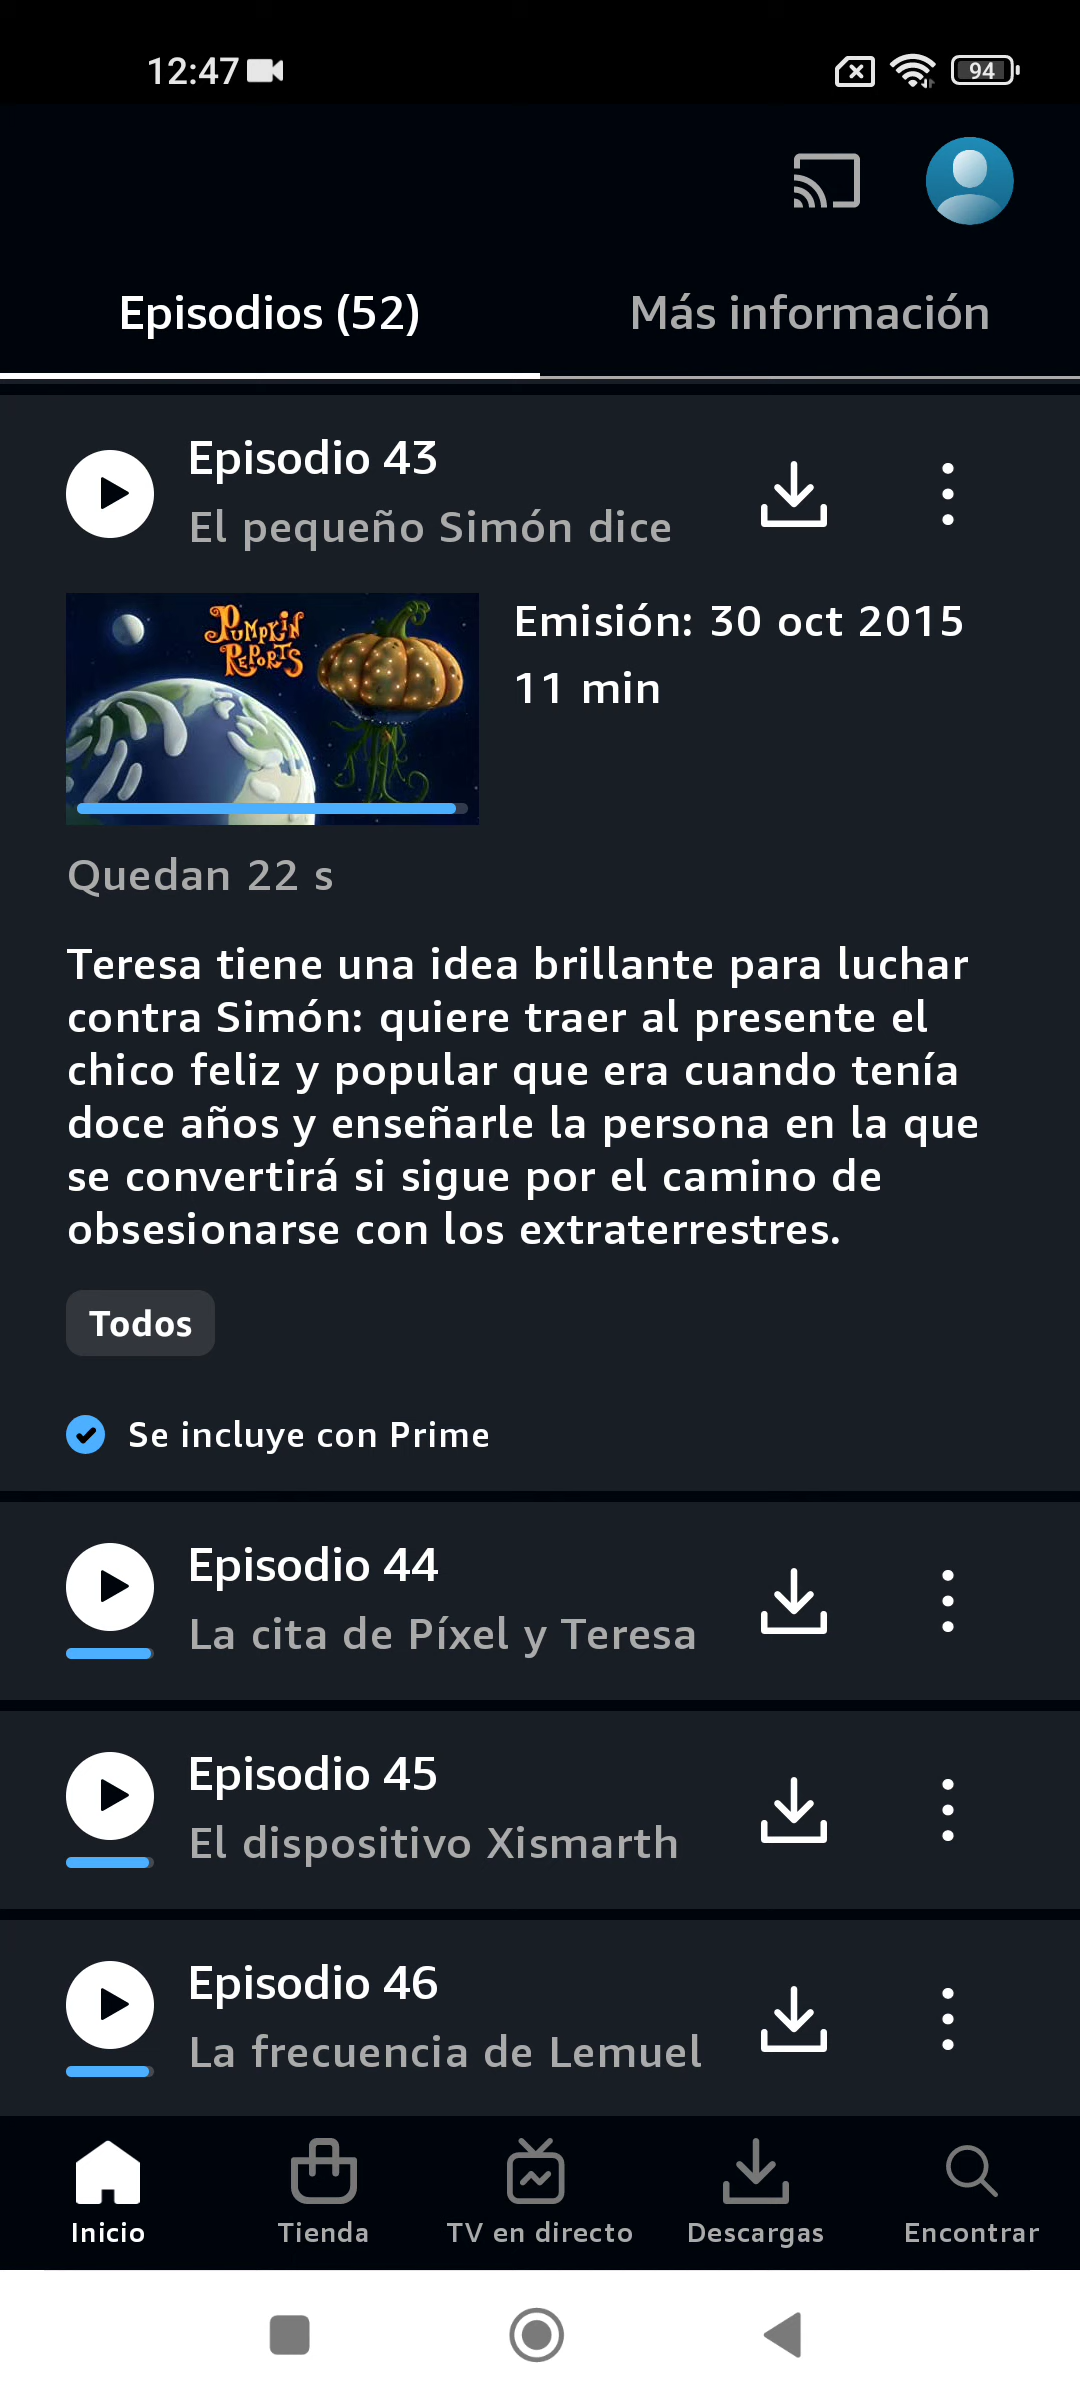 12:47
94
Episodios (52)
Más información
Episodio 43
El pequeño Simón dice
PUMPKIN
REPORTS
Emisión: 30 oct 2015
11 min
Quedan 22 s
Teresa tiene una idea brillante para luchar
contra Simón: quiere traer al presente el
chico feliz y popular que era cuando tenía
doce años y enseñarle la persona en la que
se convertirá si sigue por el camino de
obsesionarse con los extraterrestres.
Todos
Se incluye con Prime
Episodio 44
La cita de Píxel y Teresa
Episodio 45
El dispositivo Xismarth
Episodio 46
La frecuencia de Lemuel
Inicio
Tienda
TV en directo
Descargas
Encontrar